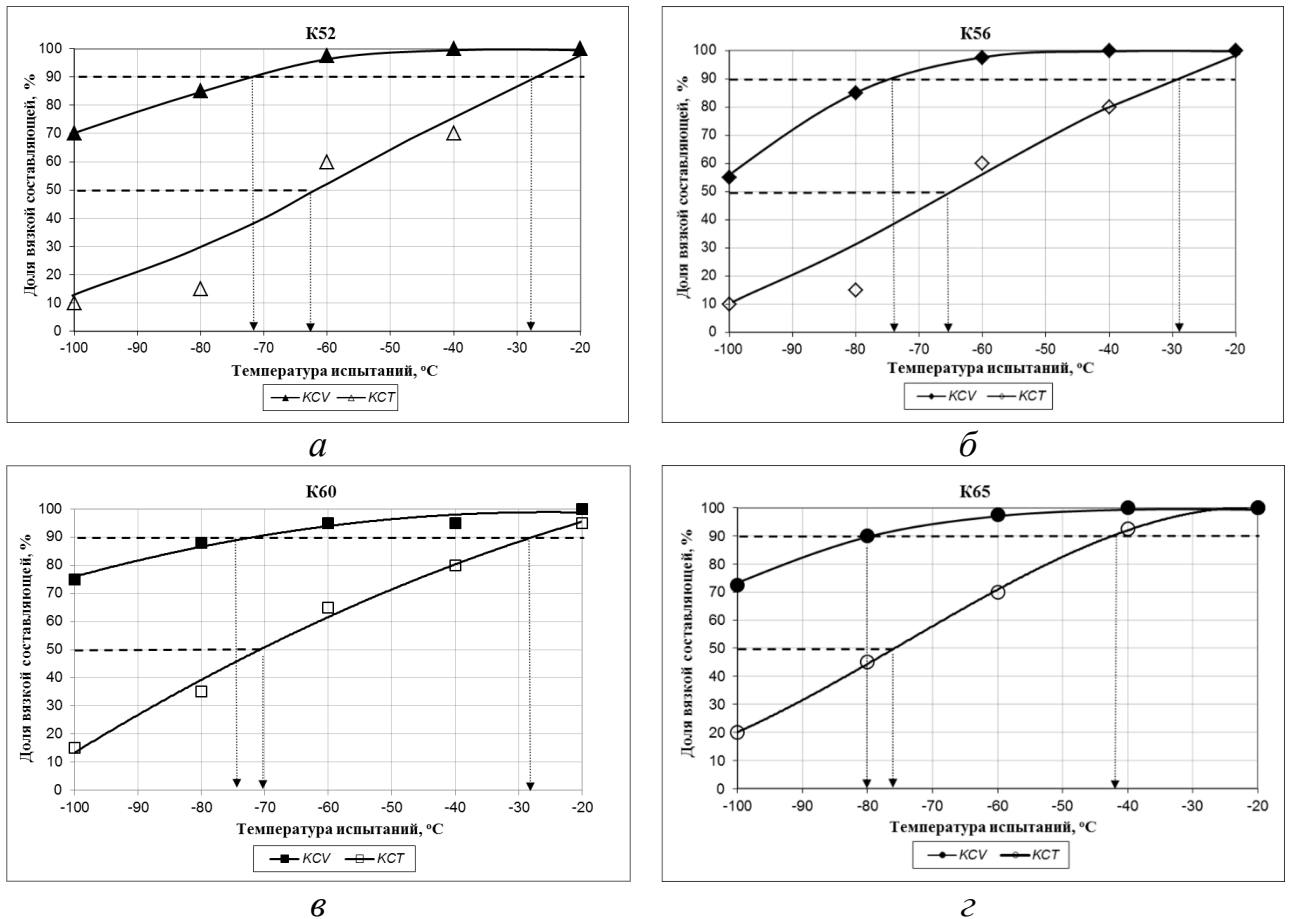 К52
Доля вязкой составляющей, %
100
90
80
70
60
50
40
30
20
10
0
-100 -90 -80 -70 -60 -50 -40 -30 -20
Температура испытаний, °С
KCV KCT
а
К56
Доля вязкой составляющей, %
100
90
80
70
60
50
40
30
20
10
0
-100 -90 -80 -70 -60 -50 -40 -30 -20
Температура испытаний, °С
KCV KCT
б
К60
Доля вязкой составляющей, %
100
90
80
70
60
50
40
30
20
10
0
-100 -90 -80 -70 -60 -50 -40 -30 -20
Температура испытаний, °С
KCV KCT
в
К65
Доля вязкой составляющей, %
100
90
80
70
60
50
40
30
20
10
0
-100 -90 -80 -70 -60 -50 -40 -30 -20
Температура испытаний, °С
KCV KCT
г